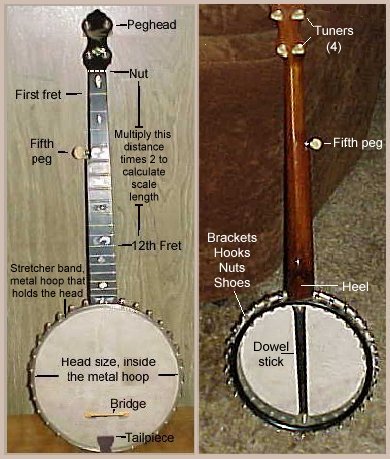 Peghead
Nut
First fret
Multiply this
distance
times 2 to
calculate
scale
length
Fifth
peg
12th Fret
Stretcher band,
metal hoop that
holds the head
Head size, inside
the metal hoop
Bridge
Tailpiece
Tuners
(4)
Fifth peg
Brackets
Hooks
Nuts
Shoes
Heel
Dowel
stick